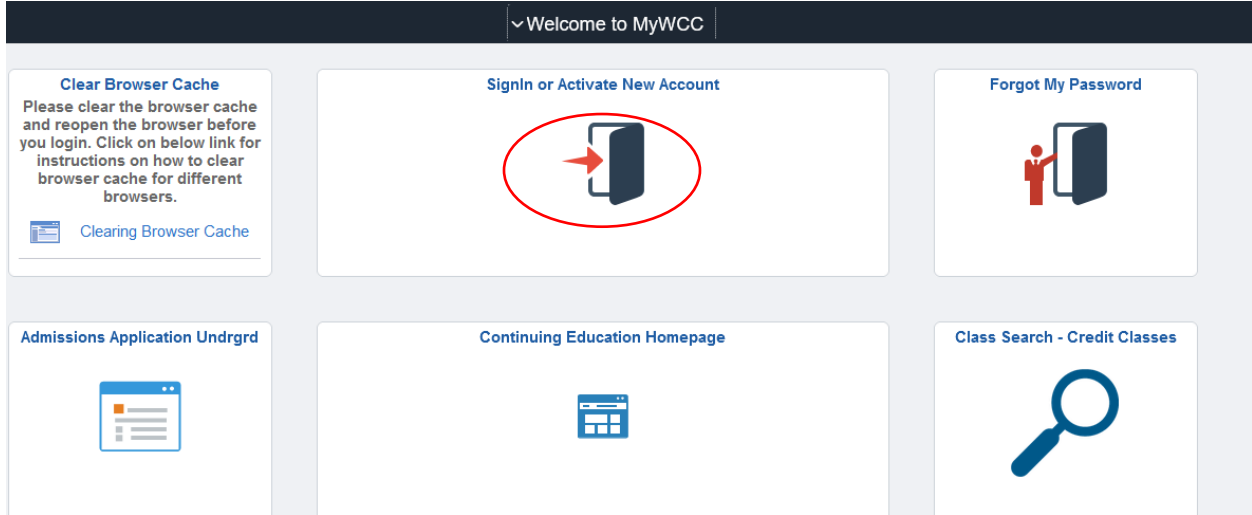 Welcome to MyWCC
Clear Browser Cache
Please clear the browser cache
and reopen the browser before
you login. Click on below link for
instructions on how to clear
browser cache for different
browsers.
Clearing Browser Cache
SignIn or Activate New Account
Forgot My Password
Admissions Application Undrgrd
Continuing Education Homepage
Class Search - Credit Classes